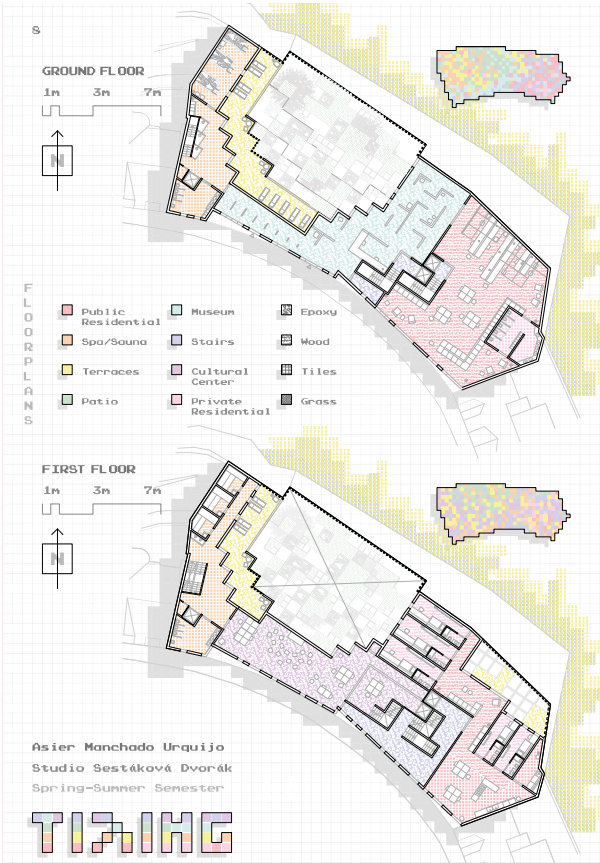 GROUND FLOOR
1m 3m 7m
N
FLOORPLANS
Public Residential
Spa/Sauna
Terraces
Patio
Museum
Stairs
Cultural Center
Private Residential
Epoxy
Wood
Tiles
Grass
FIRST FLOOR
1m 3m 7m
N
Asier Manchado Urquijo
Studio Sestáková Dvorák
Spring-Summer Semester